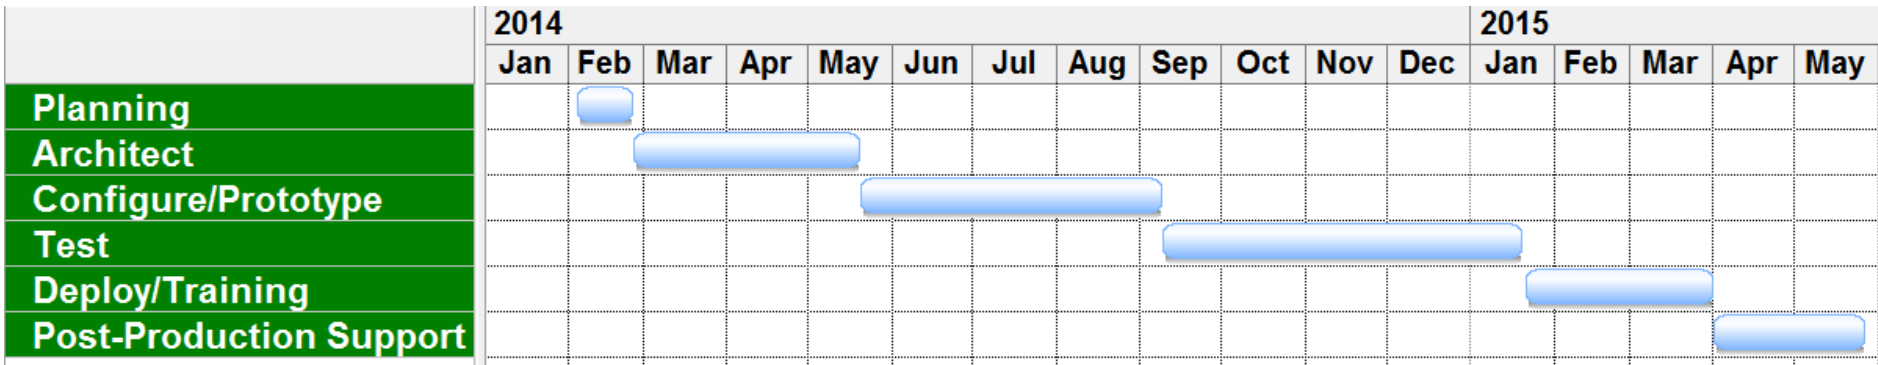 2014 2015
Jan Feb Mar Apr May Jun Jul Aug Sep Oct Nov Dec Jan Feb Mar Apr May
Planning
Architect
Configure/Prototype
Test
Deploy/Training
Post-Production Support